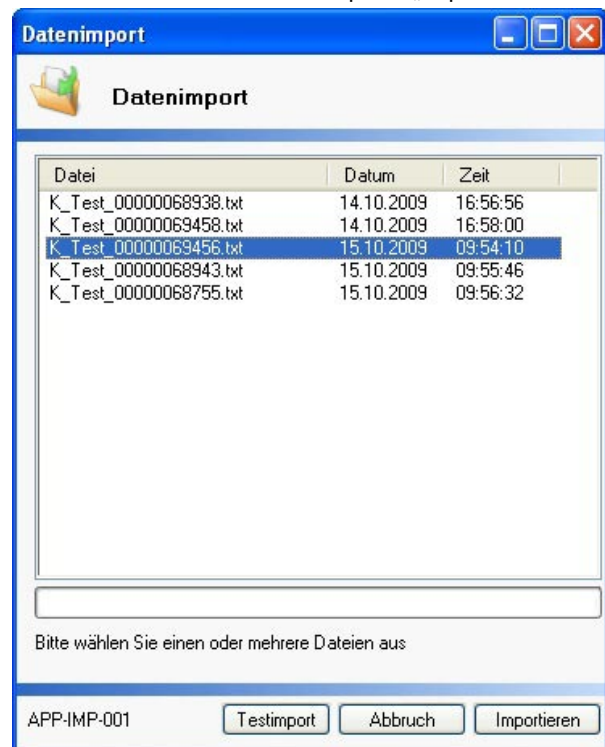 Datenimport
Datenimport
Datei Datum Zeit
K_Test_00000068938.txt 14.10.2009 16:56:56
K_Test_00000069458.txt 14.10.2009 16:58:00
K_Test_00000069456.txt 15.10.2009 09:54:10
K_Test_00000068943.txt 15.10.2009 09:55:46
K_Test_00000068755.txt 15.10.2009 09:56:32
Bitte wählen Sie einen oder mehrere Dateien aus
APP-IMP-001 Testimport Abbruch Importieren